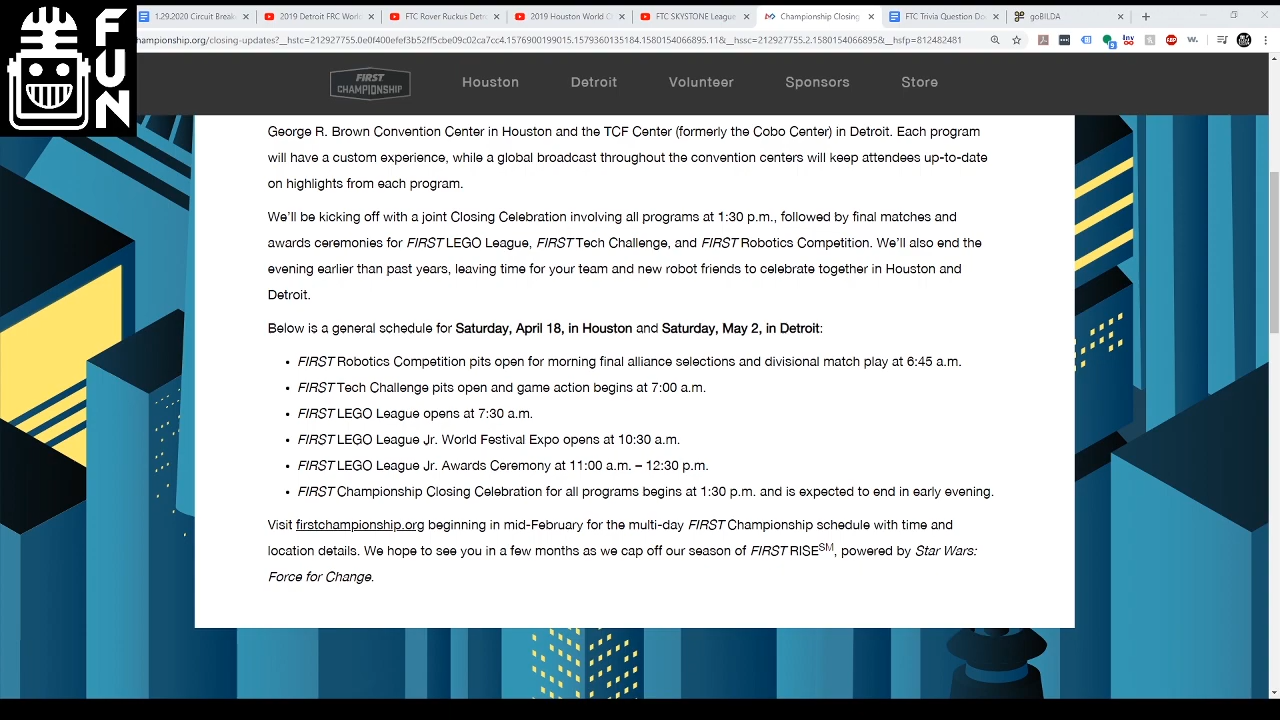 1.29.2020 Circuit Break
2019 Detroit FRC World
FTC Rover Ruckus Detr
2019 Houston World C
FTC SKYSTONE League
Championship Closing
FTC Trivia Question Do
goBILDA
hampionship.org/closing-updates?__hstc=212927755.0e0f400efef3b52ff5cbe09c02ca7cc4.1576900199015.1579360135184.1580154066895.11&__hssc=212927755.2.1580154066895&__hsfp=812482481
FUN
FIRST CHAMPIONSHIP
Houston
Detroit
Volunteer
Sponsors
Store
George R. Brown Convention Center in Houston and the TCF Center (formerly the Cobo Center) in Detroit. Each program
will have a custom experience, while a global broadcast throughout the convention centers will keep attendees up-to-date
on highlights from each program.
We'll be kicking off with a joint Closing Celebration involving all programs at 1:30 p.m., followed by final matches and
awards ceremonies for FIRST LEGO League, FIRST Tech Challenge, and FIRST Robotics Competition. We'll also end the
evening earlier than past years, leaving time for your team and new robot friends to celebrate together in Houston and
Detroit.
Below is a general schedule for Saturday, April 18, in Houston and Saturday, May 2, in Detroit:
• FIRST Robotics Competition pits open for morning final alliance selections and divisional match play at 6:45 a.m.
• FIRST Tech Challenge pits open and game action begins at 7:00 a.m.
• FIRST LEGO League opens at 7:30 a.m.
• FIRST LEGO League Jr. World Festival Expo opens at 10:30 a.m.
• FIRST LEGO League Jr. Awards Ceremony at 11:00 a.m. – 12:30 p.m.
• FIRST Championship Closing Celebration for all programs begins at 1:30 p.m. and is expected to end in early evening.
Visit firstchampionship.org beginning in mid-February for the multi-day FIRST Championship schedule with time and
location details. We hope to see you in a few months as we cap off our season of FIRST RISE℠, powered by Star Wars:
Force for Change.